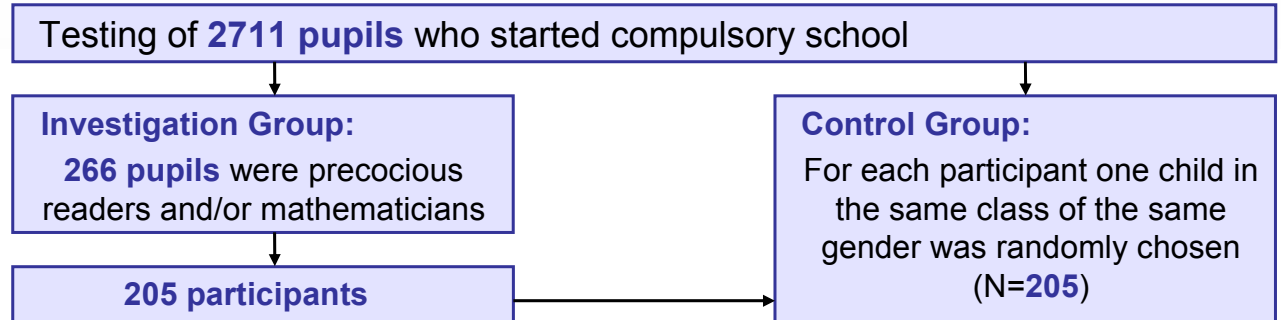 Testing of 2711 pupils who started compulsory school
Investigation Group:
266 pupils were precocious
readers and/or mathematicians
205 participants
Control Group:
For each participant one child in
the same class of the same
gender was randomly chosen
(N=205)